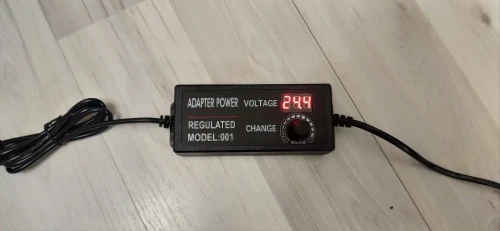 ADAPTER POWER VOLTAGE 24.4
REGULATED CHANGE
MODEL:001